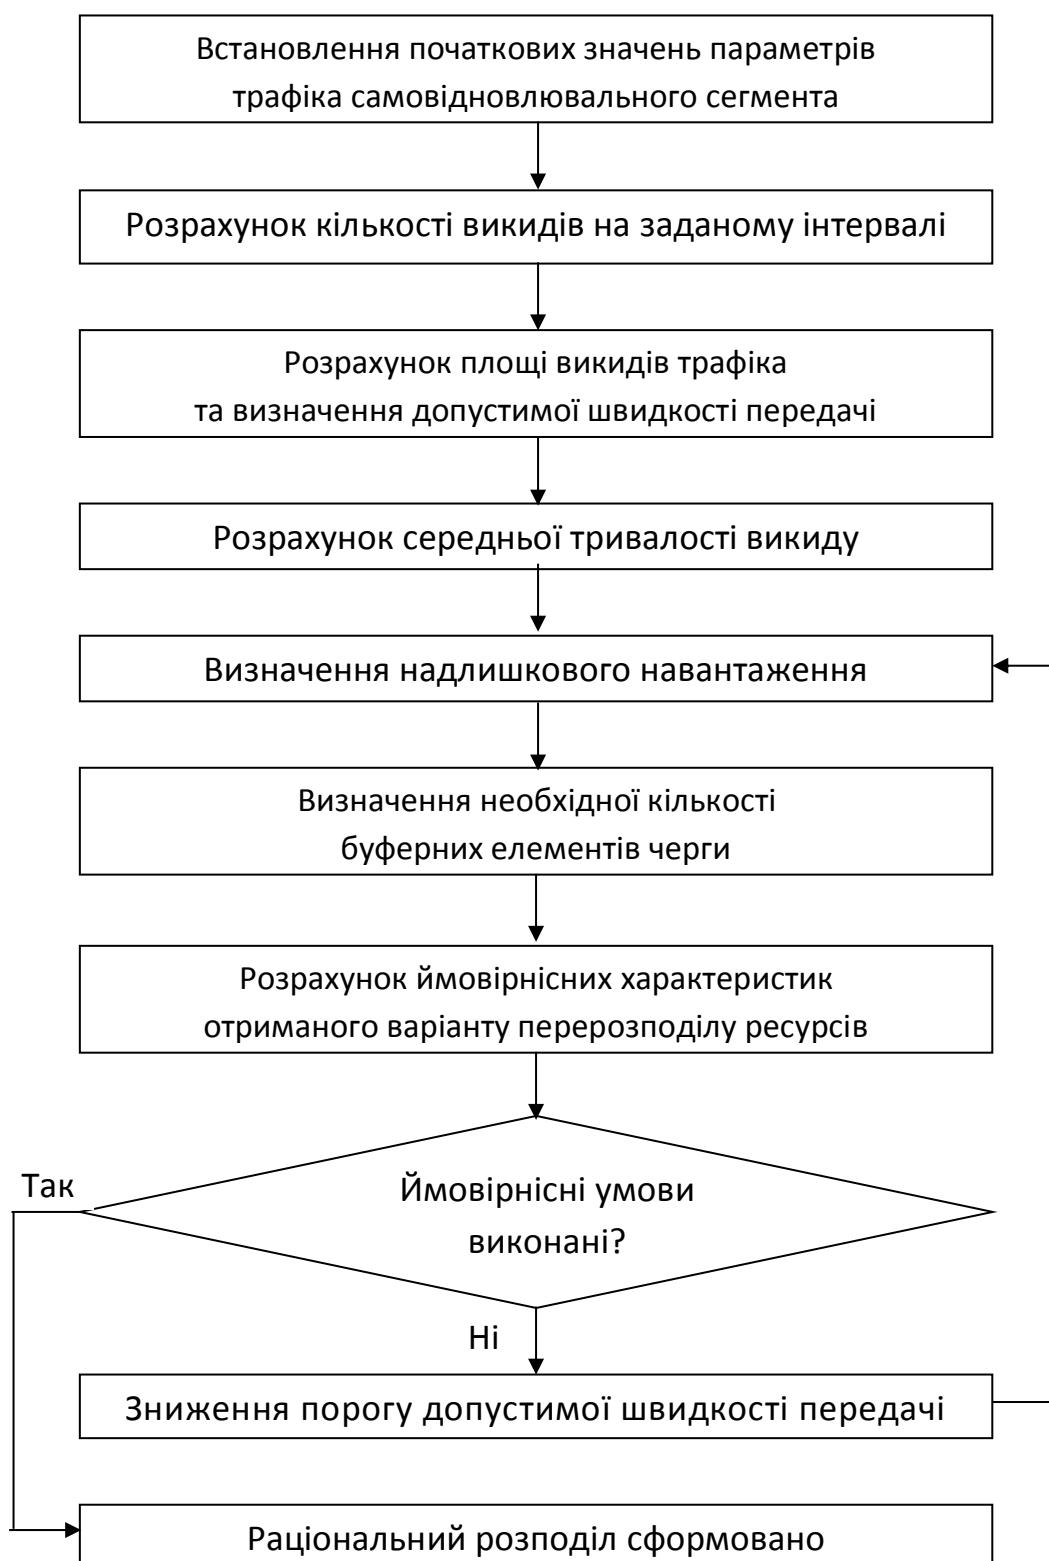 Встановлення початкових значень параметрів
трафіка самовідновлювального сегмента
Розрахунок кількості викидів на заданому інтервалі
Розрахунок площі викидів трафіка
та визначення допустимої швидкості передачі
Розрахунок середньої тривалості викиду
Визначення надлишкового навантаження
Визначення необхідної кількості
буферних елементів черги
Розрахунок ймовірнісних характеристик
отриманого варіанту перерозподілу ресурсів
Так
Ймовірнісні умови
виконані?
Ні
Зниження порогу допустимої швидкості передачі
Раціональний розподіл сформовано